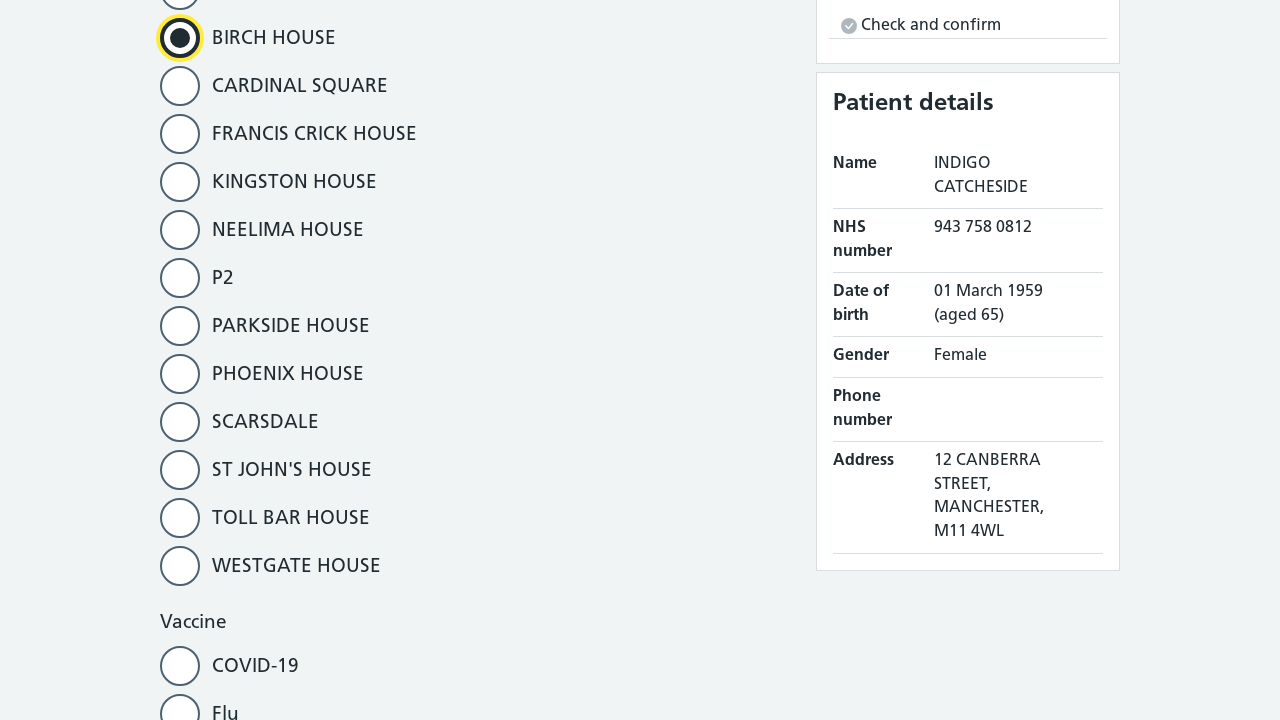 BIRCH HOUSE
CARDINAL SQUARE
FRANCIS CRICK HOUSE
KINGSTON HOUSE
NEELIMA HOUSE
P2
PARKSIDE HOUSE
PHOENIX HOUSE
SCARSDALE
ST JOHN'S HOUSE
TOLL BAR HOUSE
WESTGATE HOUSE
Vaccine
COVID-19
Flu
Check and confirm
Patient details
Name INDIGO
CATCHESIDE
NHS 943 758 0812
number
Date of 01 March 1959
birth (aged 65)
Gender Female
Phone
number
Address 12 CANBERRA
STREET,
MANCHESTER,
M11 4WL